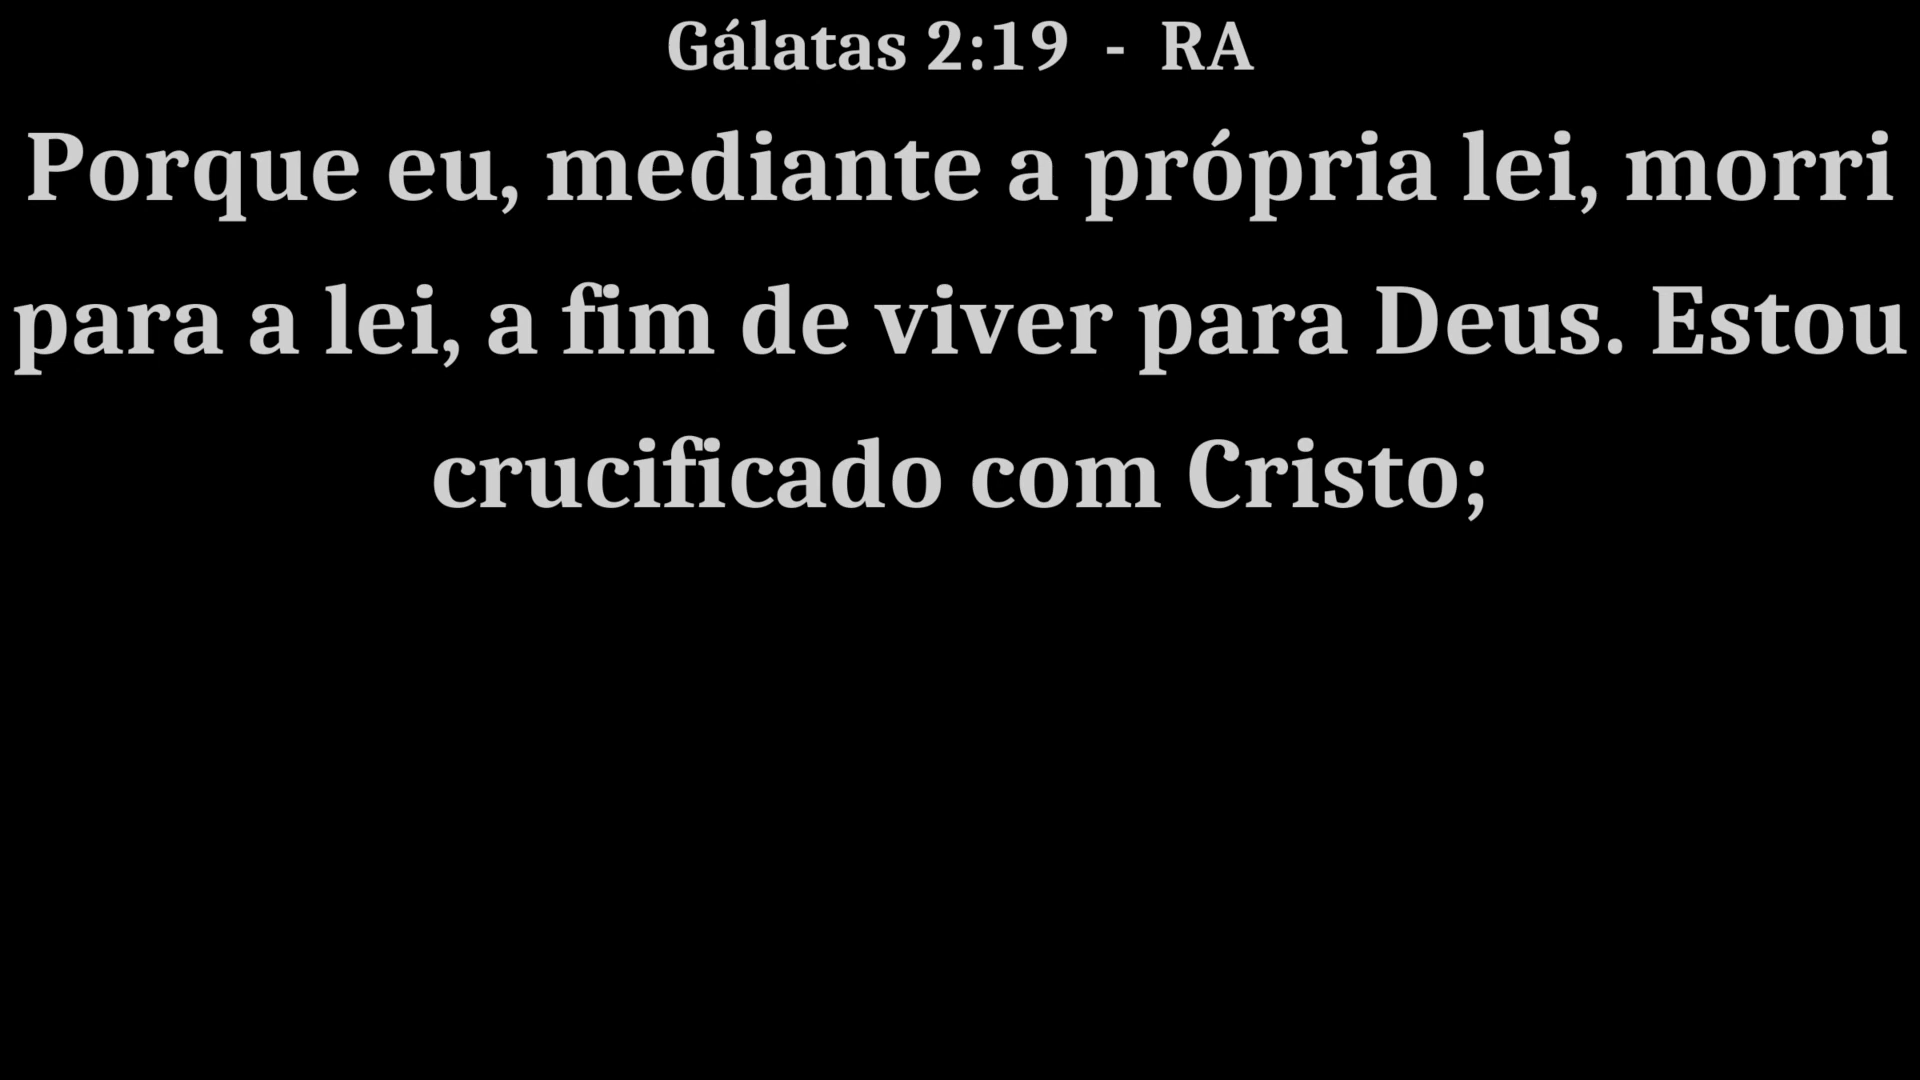 Gálatas 2:19 - RA
Porque eu, mediante a própria lei, morri
para a lei, a fim de viver para Deus. Estou
crucificado com Cristo;